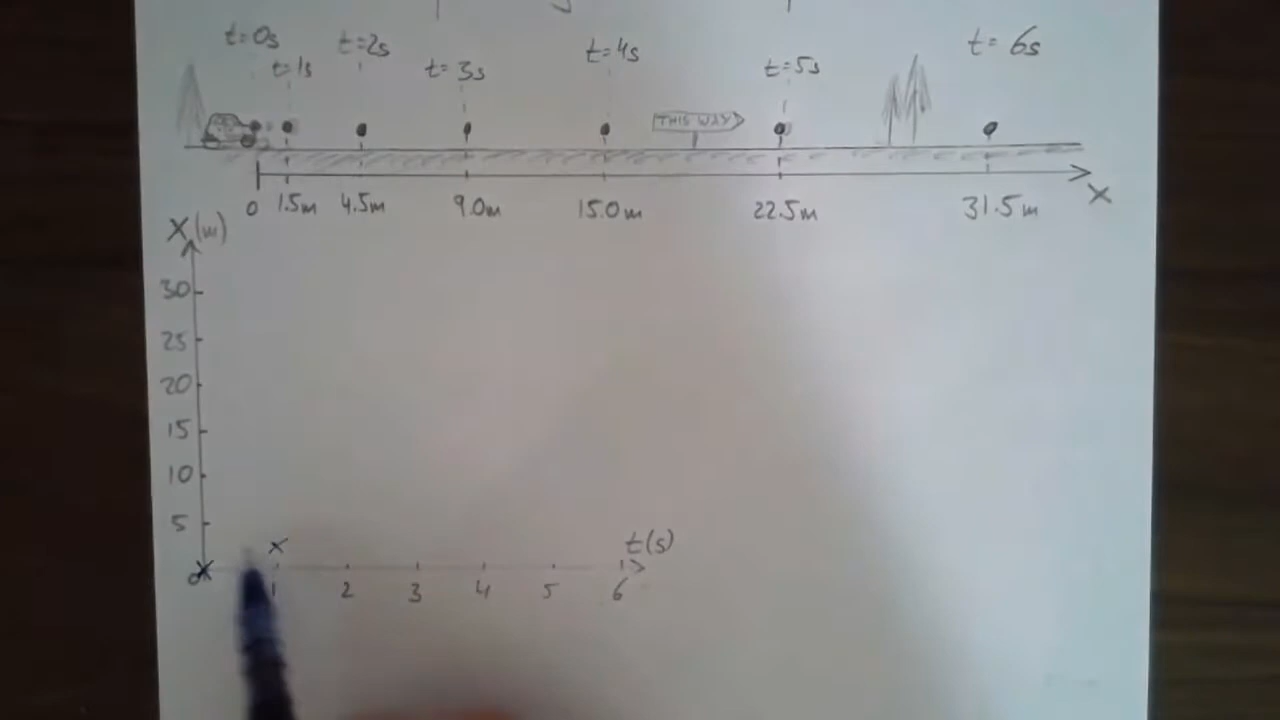 t=0s t=1s t=2s t=3s t=4s t=5s t=6s
THIS WAY
0 1.5m 4.5m 9.0m 15.0m 22.5m 31.5m x
x(m)
30
25
20
15
10
5
t(s)
0 1 2 3 4 5 6